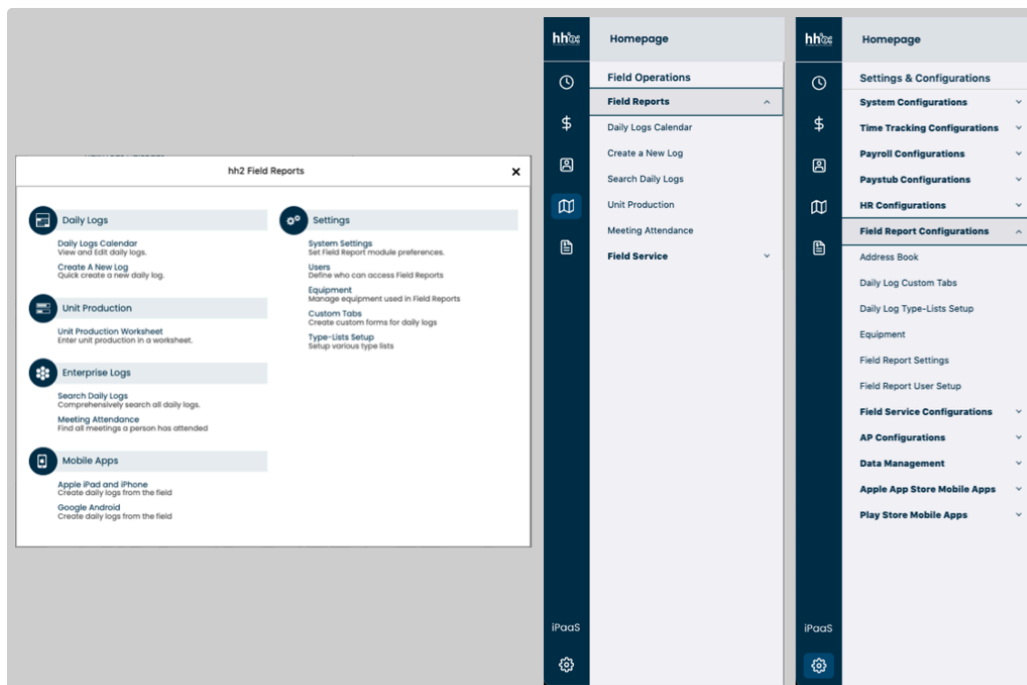 hh2 Field Reports
Daily Logs
Daily Logs Calendar
View and Edit daily logs.
Create A New Log
Quick create a new daily log.
Unit Production
Unit Production Worksheet
Enter unit production in a worksheet.
Enterprise Logs
Search Daily Logs
Comprehensively search all daily logs.
Meeting Attendance
Find all meetings a person has attended
Mobile Apps
Apple iPad and iPhone
Create daily logs from the field
Google Android
Create daily logs from the field
Settings
System Settings
Set Field Report module preferences.
Users
Define who can access Field Reports
Equipment
Manage equipment used in Field Reports
Custom Tabs
Create custom forms for daily logs
Type-Lists Setup
Setup various type lists
Homepage
Field Operations
Field Reports
Daily Logs Calendar
Create a New Log
Search Daily Logs
Unit Production
Meeting Attendance
Field Service
iPaaS
Homepage
Settings & Configurations
System Configurations
Time Tracking Configurations
Payroll Configurations
Paystub Configurations
HR Configurations
Field Report Configurations
Address Book
Daily Log Custom Tabs
Daily Log Type-Lists Setup
Equipment
Field Report Settings
Field Report User Setup
Field Service Configurations
AP Configurations
Data Management
Apple App Store Mobile Apps
Play Store Mobile Apps
iPaaS